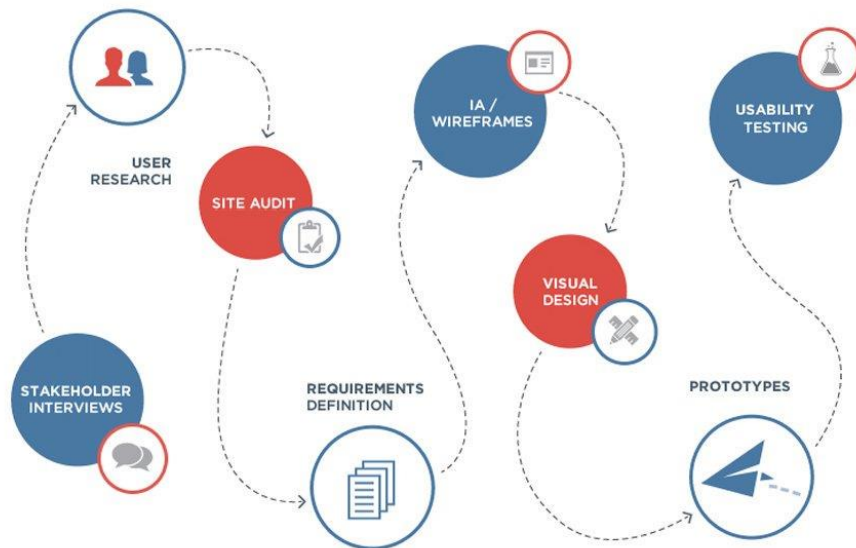 STAKEHOLDER
INTERVIEWS
USER
RESEARCH
SITE AUDIT
REQUIREMENTS
DEFINITION
IA /
WIREFRAMES
VISUAL
DESIGN
PROTOTYPES
USABILITY
TESTING